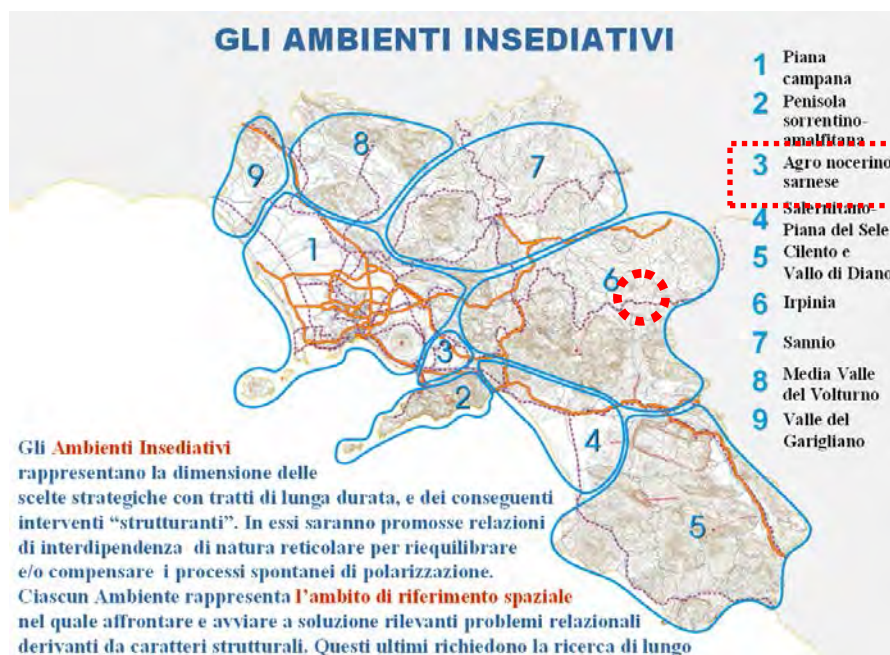 GLI AMBIENTI INSEDIATIVI
1 Piana
campana
2 Penisola
sorrentino-
amalfitana
3 Agro nocerino
sarnese
4 Salernitano-
Piana del Sele
5 Cilento e
Vallo di Diano
6 Irpinia
7 Sannio
8 Media Valle
del Volturno
9 Valle del
Garigliano
9
8
7
1
6
3
2
4
5
Gli Ambienti Insediativi
rappresentano la dimensione delle
scelte strategiche con tratti di lunga durata, e dei conseguenti
interventi “strutturanti”. In essi saranno promosse relazioni
di interdipendenza di natura reticolare per riequilibrare
e/o compensare i processi spontanei di polarizzazione.
Ciascun Ambiente rappresenta l’ambito di riferimento spaziale
nel quale affrontare e avviare a soluzione rilevanti problemi relazionali
derivanti da caratteri strutturali. Questi ultimi richiedono la ricerca di lungo